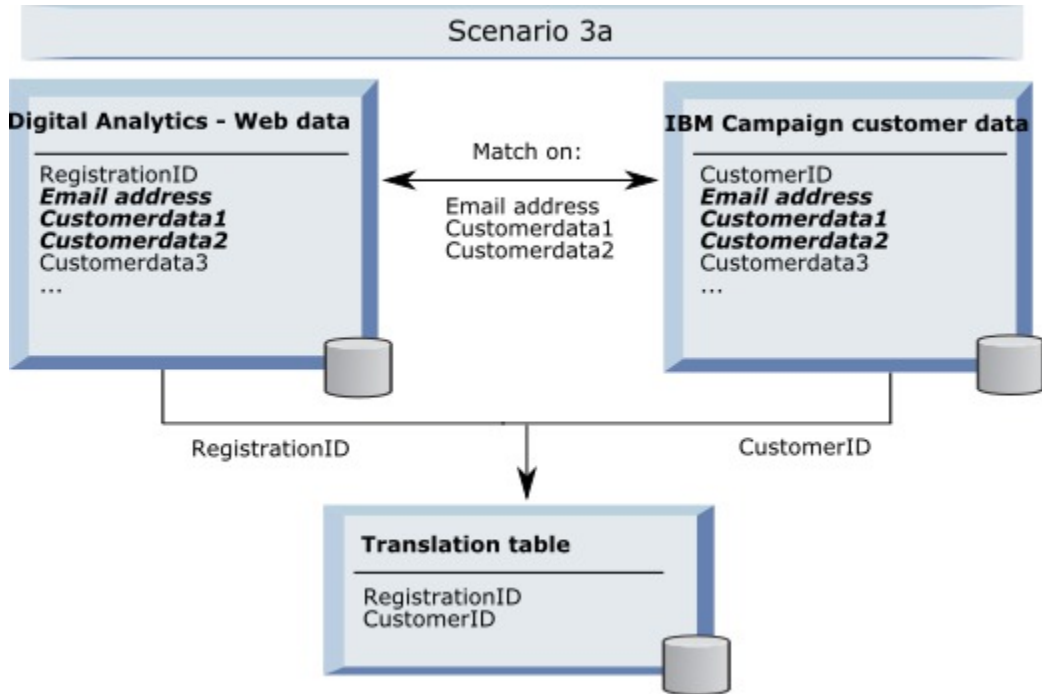 Scenario 3a
Digital Analytics - Web data
RegistrationID
Email address
Customerdata1
Customerdata2
Customerdata3
...
Match on:
Email address
Customerdata1
Customerdata2
IBM Campaign customer data
CustomerID
Email address
Customerdata1
Customerdata2
Customerdata3
...
RegistrationID
CustomerID
Translation table
RegistrationID
CustomerID